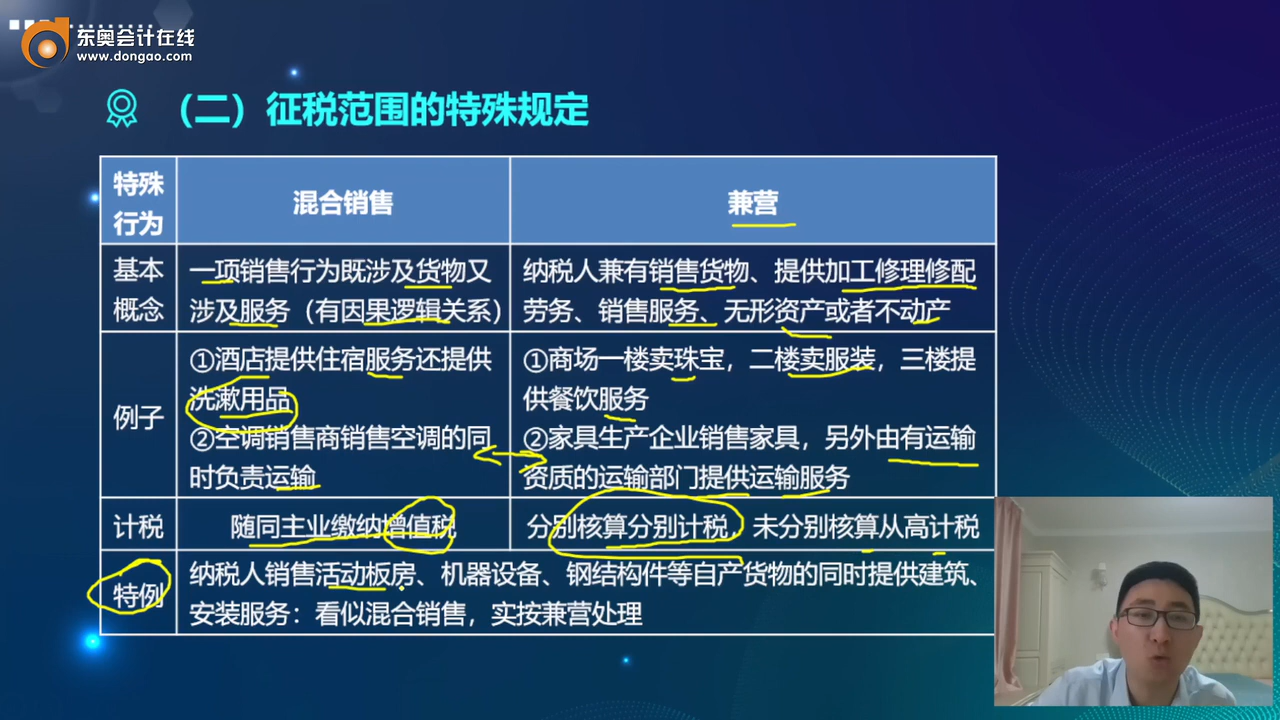 东奥会计在线
www.dongao.com
（二）征税范围的特殊规定
特殊
行为
混合销售
兼营
基本
概念
一项销售行为既涉及货物又
涉及服务（有因果逻辑关系）
纳税人兼有销售货物、提供加工修理修配
劳务、销售服务、无形资产或者不动产
例子
①酒店提供住宿服务还提供
洗漱用品
②空调销售商销售空调的同
时负责运输
①商场一楼卖珠宝，二楼卖服装，三楼提
供餐饮服务
②家具生产企业销售家具，另外由有运输
资质的运输部门提供运输服务
计税
随同主业缴纳增值税
分别核算分别计税，未分别核算从高计税
特例
纳税人销售活动板房、机器设备、钢结构件等自产货物的同时提供建筑、
安装服务：看似混合销售，实按兼营处理